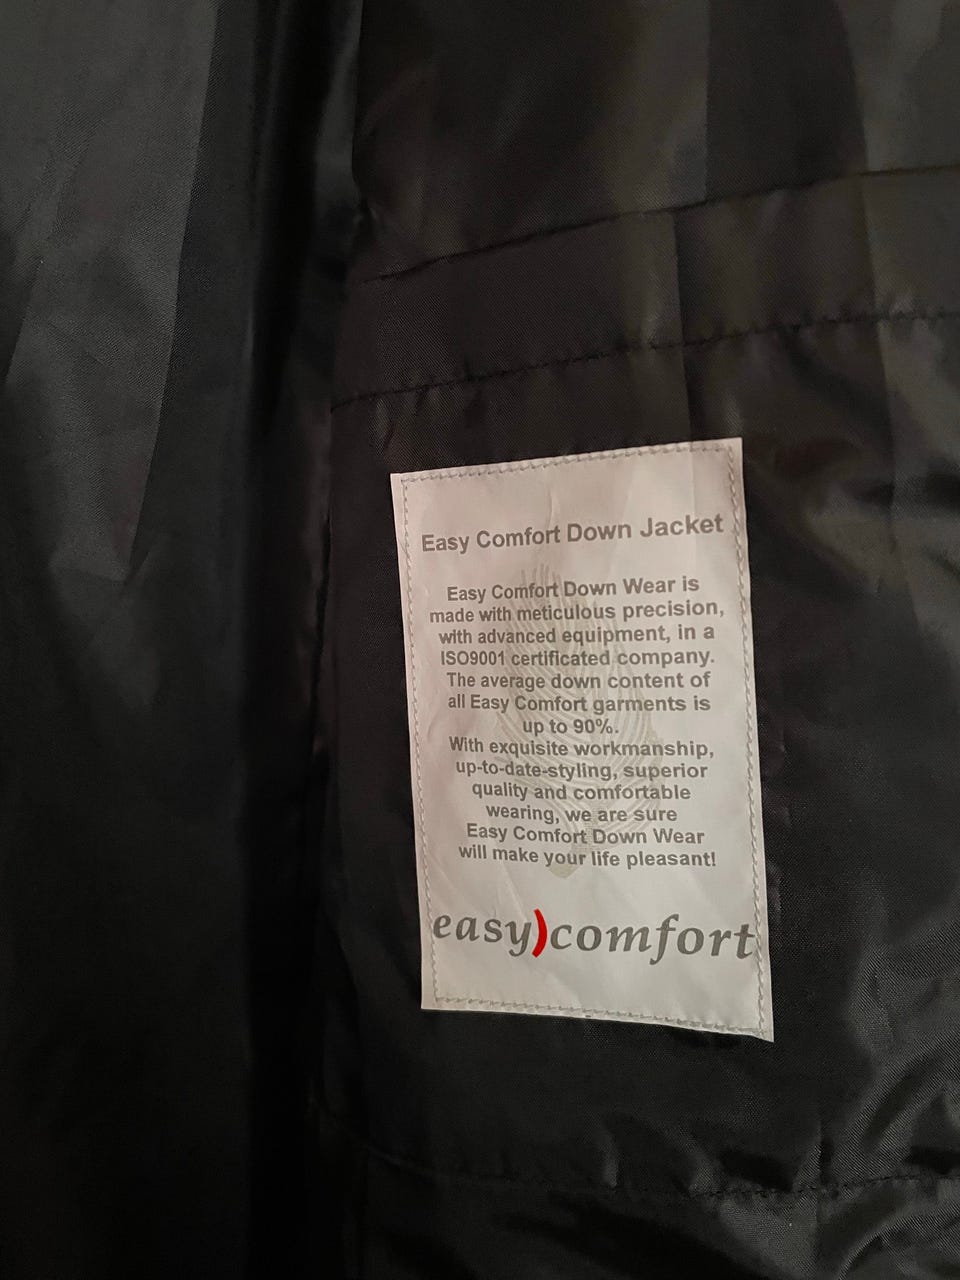 Easy Comfort Down Jacket
Easy Comfort Down Wear is
made with meticulous precision,
with advanced equipment, in a
ISO9001 certificated company.
The average down content of
all Easy Comfort garments is
up to 90%.
With exquisite workmanship,
up-to-date-styling, superior
quality and comfortable
wearing, we are sure
Easy Comfort Down Wear
will make your life pleasant!
easy)comfort